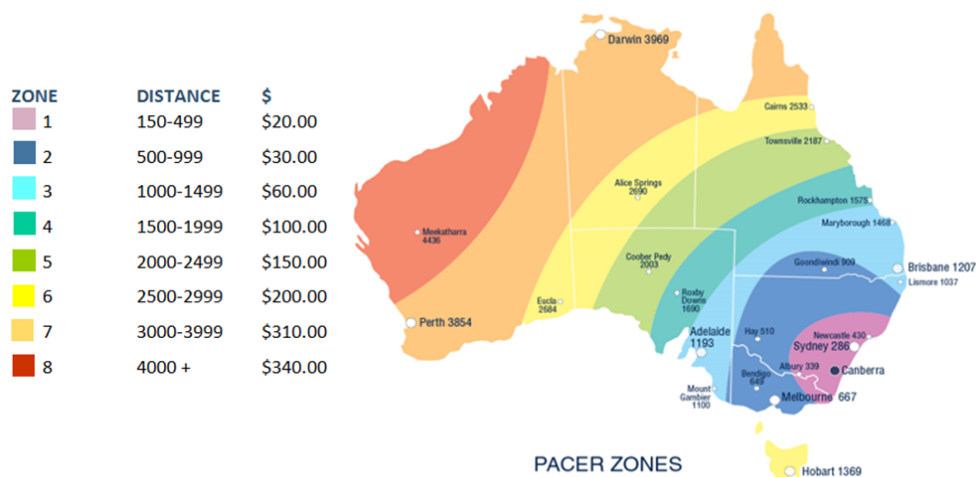 ZONE DISTANCE $
1 150-499 $20.00
2 500-999 $30.00
3 1000-1499 $60.00
4 1500-1999 $100.00
5 2000-2499 $150.00
6 2500-2999 $200.00
7 3000-3999 $310.00
8 4000 + $340.00
Darwin 3969
Cairns 2533
Townsville 2187
Alice Springs
2690
Rockhampton 1575
Maryborough 1468
Meekatharra
4436
Coober Pedy
2003
Goondiwindi 909
Brisbane 1207
Lismore 1037
Eucla
2684
Roxby
Downs
1690
Perth 3854
Adelaide
1193
Hay 510
Newcastle 430
Sydney 286
Albury 339
Canberra
Bendigo
649
Mount
Gambier
1100
Melbourne 667
PACER ZONES
Hobart 1369